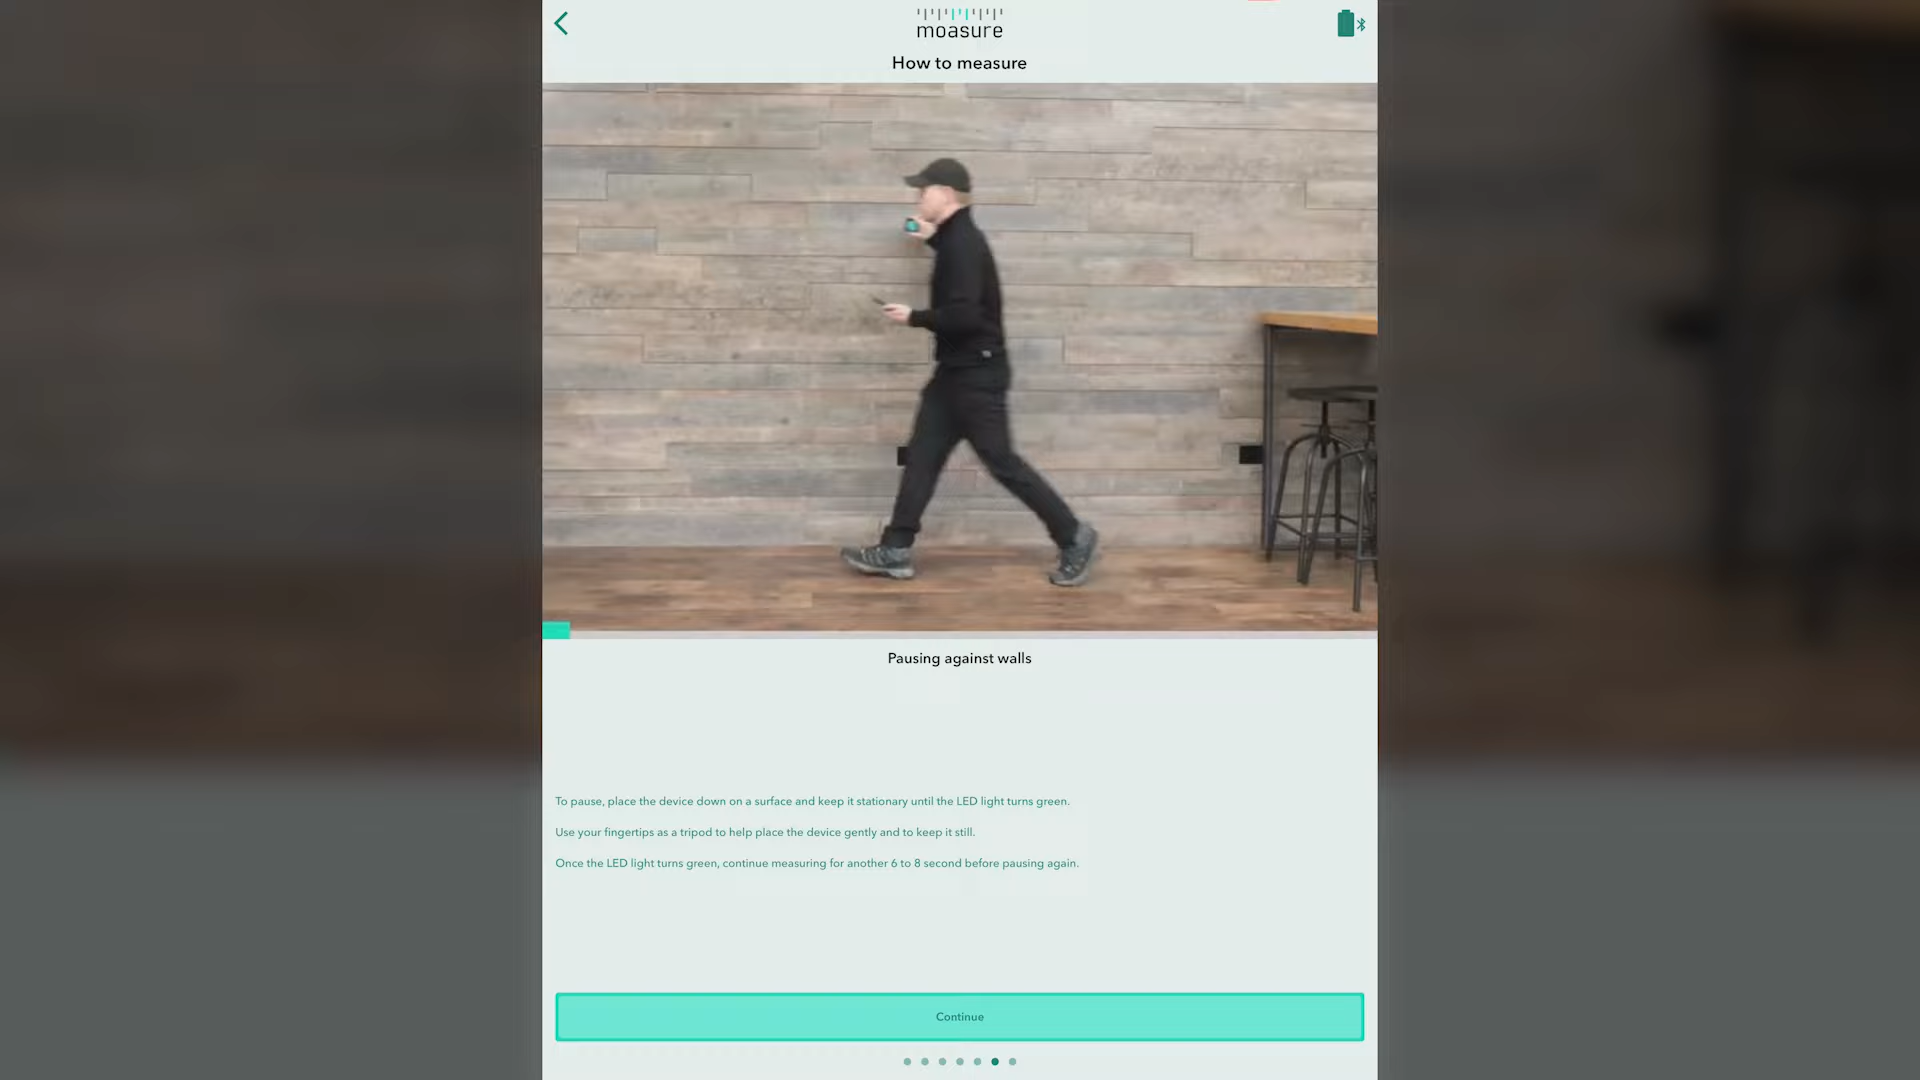 moasure
How to measure
Pausing against walls
To pause, place the device down on a surface and keep it stationary until the LED light turns green.
Use your fingertips as a tripod to help place the device gently and to keep it still.
Once the LED light turns green, continue measuring for another 6 to 8 second before pausing again.
Continue